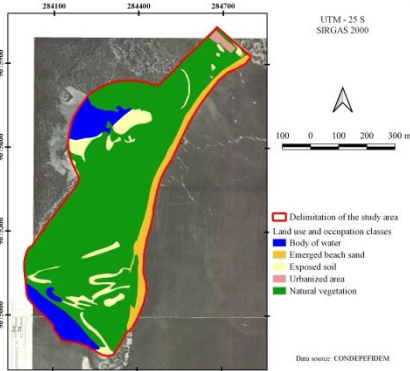 284100 284400 284700
UTM - 25 S
SIRGAS 2000
100 0 100 200 300 m
Delimitation of the study area
Land use and occupation classes
Body of water
Emerged beach sand
Exposed soil
Urbanized area
Natural vegetation
Data source: CONDEPEFIDEM